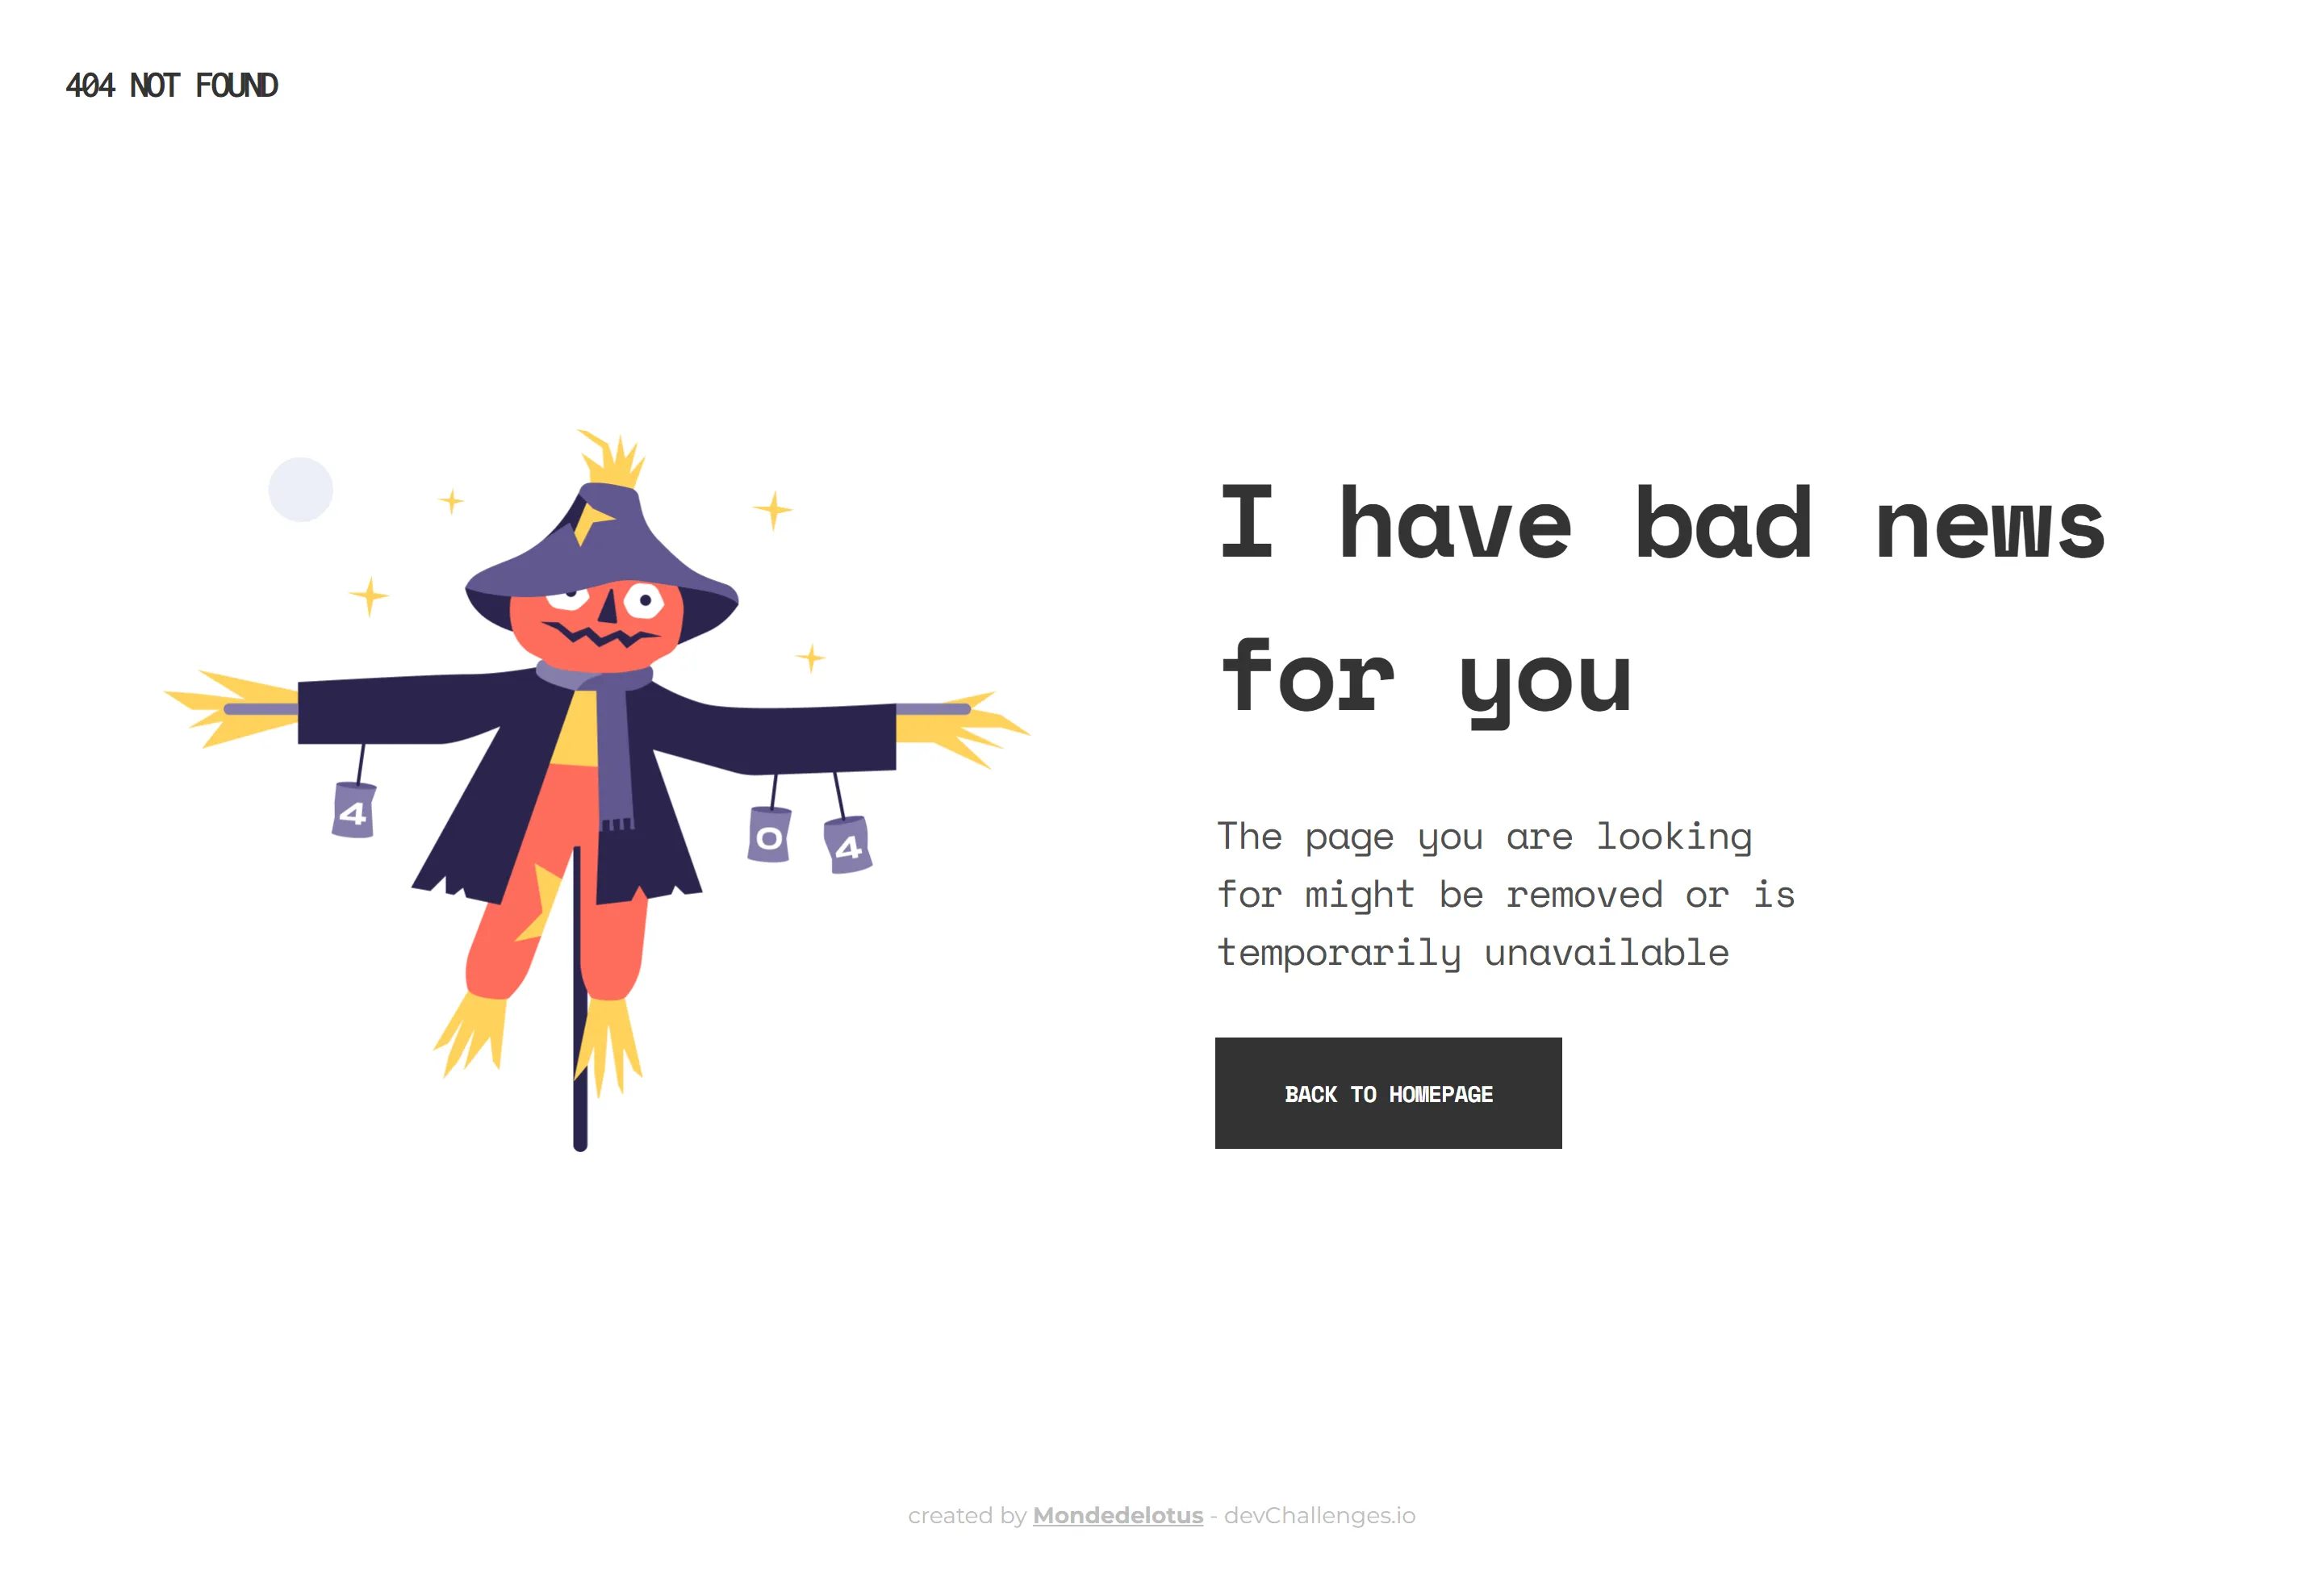 404 NOT FOUND
I have bad news
for you
4
0
4
The page you are looking
for might be removed or is
temporarily unavailable
BACK TO HOMEPAGE
created by Mondedelotus - devChallenges.io